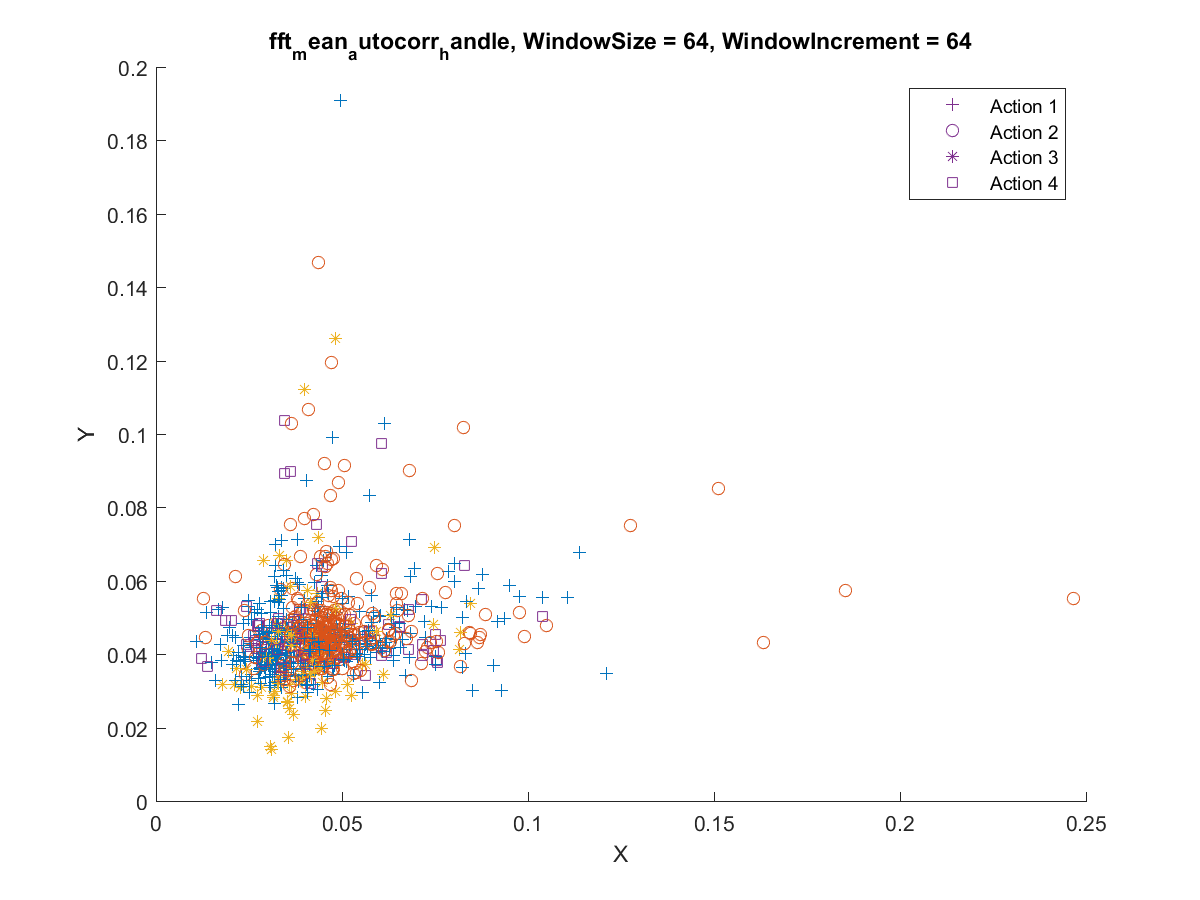 fft_mean_autocorr_handle, WindowSize = 64, WindowIncrement = 64
Action 1
Action 2
Action 3
Action 4
0.2
0.18
0.16
0.14
0.12
0.1
0.08
0.06
0.04
0.02
0
Y
0 0.05 0.1 0.15 0.2 0.25
X